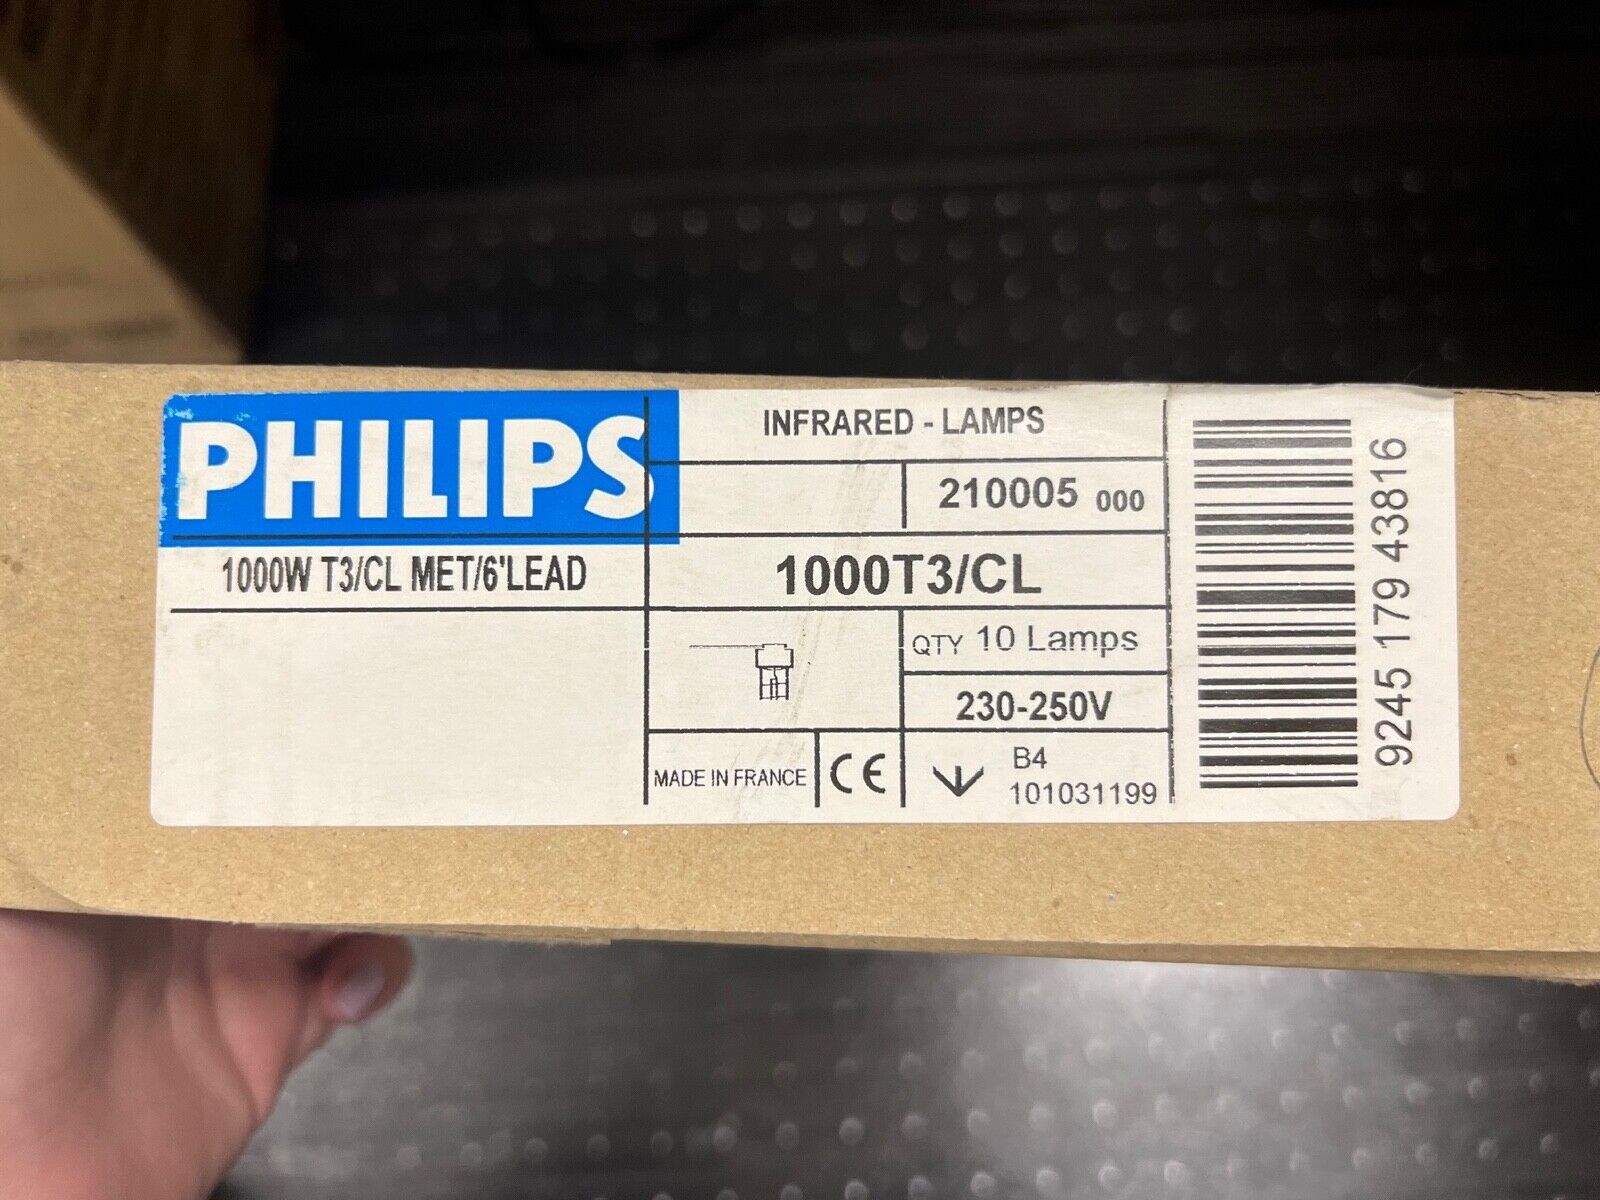 PHILIPS
INFRARED - LAMPS
210005 000
1000W T3/CL MET/6'LEAD
1000T3/CL
QTY 10 Lamps
230-250V
MADE IN FRANCE
CE
B4
101031199
9245 179 43816